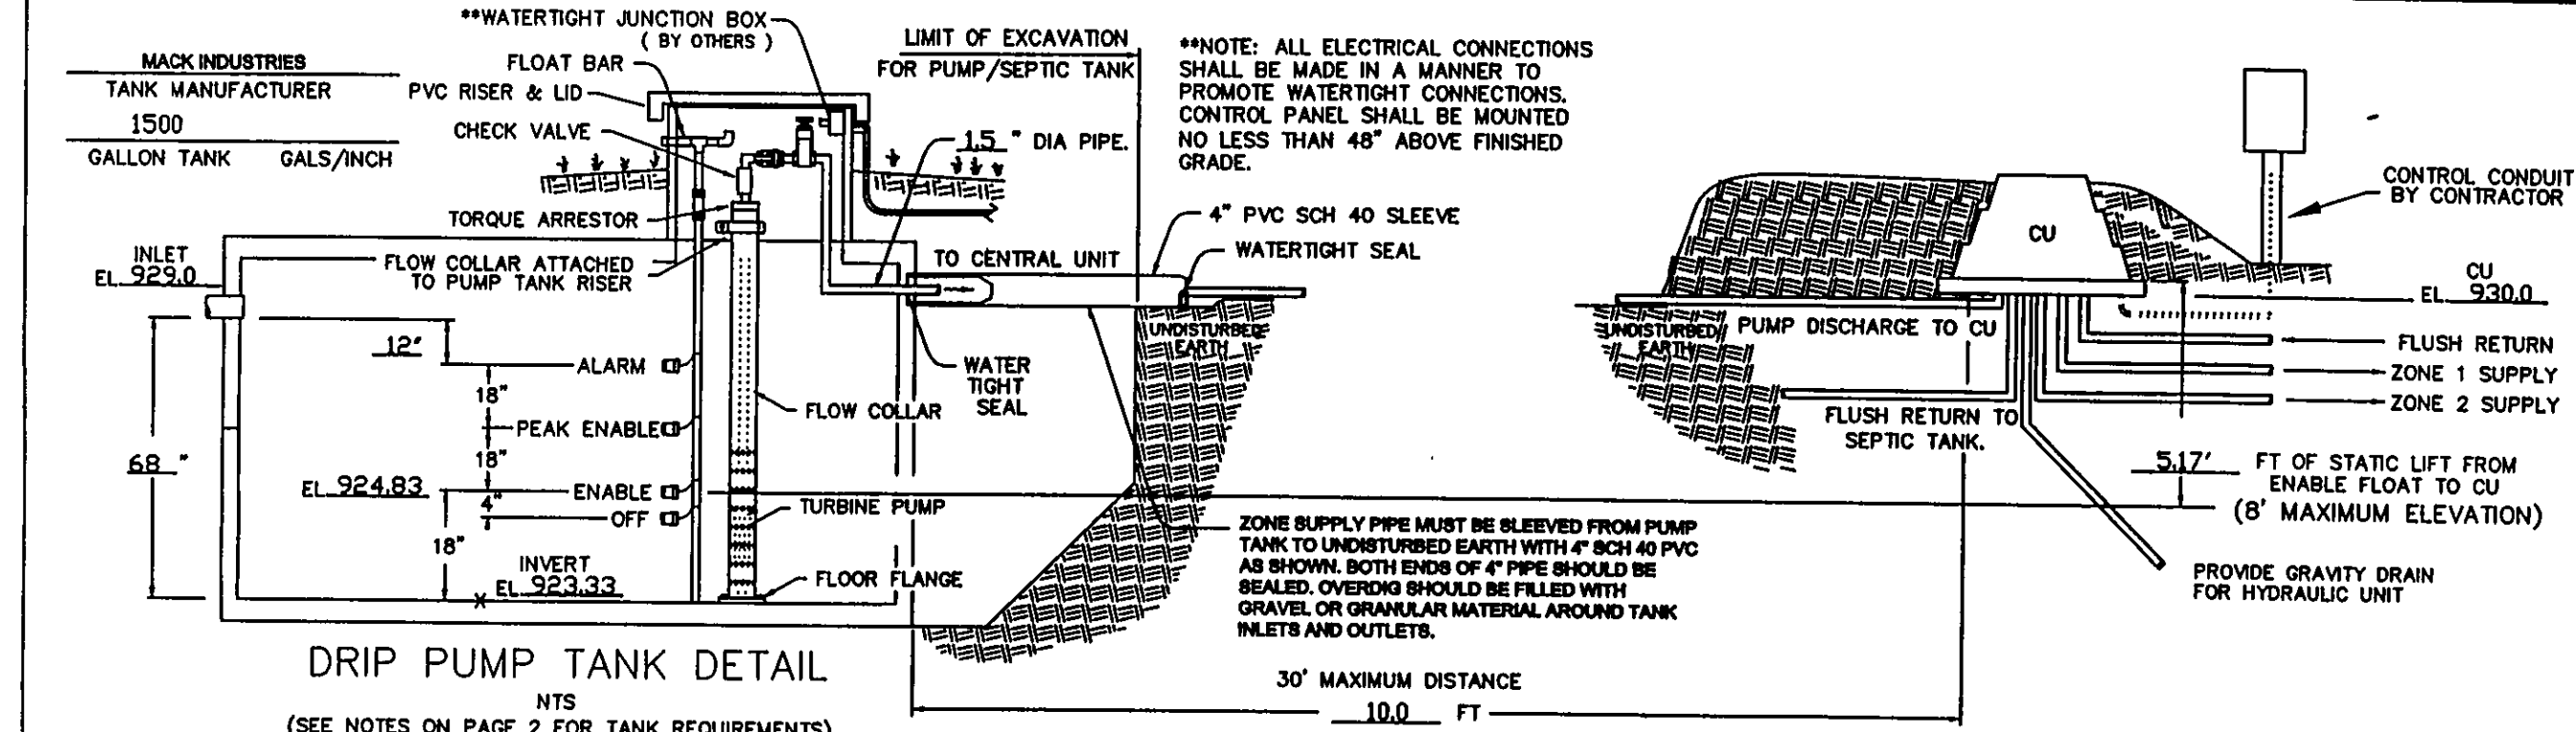 **WATERTIGHT JUNCTION BOX
( BY OTHERS )
MACK INDUSTRIES
TANK MANUFACTURER
1500
GALLON TANK GALS/INCH
FLOAT BAR
PVC RISER & LID
CHECK VALVE
TORQUE ARRESTOR
FLOW COLLAR ATTACHED
TO PUMP TANK RISER
LIMIT OF EXCAVATION
FOR PUMP/SEPTIC TANK
1.5 " DIA PIPE.
**NOTE: ALL ELECTRICAL CONNECTIONS
SHALL BE MADE IN A MANNER TO
PROMOTE WATERTIGHT CONNECTIONS.
CONTROL PANEL SHALL BE MOUNTED
NO LESS THAN 48" ABOVE FINISHED
GRADE.
4" PVC SCH 40 SLEEVE
WATERTIGHT SEAL
TO CENTRAL UNIT
INLET
EL. 929.0
12"
ALARM
18"
PEAK ENABLE
18"
68 "
EL 924.83
ENABLE
4"
OFF
18"
INVERT
EL. 923.33
FLOW COLLAR
TURBINE PUMP
FLOOR FLANGE
WATER
TIGHT
SEAL
UNDISTURBED
EARTH
ZONE SUPPLY PIPE MUST BE SLEEVED FROM PUMP
TANK TO UNDISTURBED EARTH WITH 4" SCH 40 PVC
AS SHOWN. BOTH ENDS OF 4" PIPE SHOULD BE
SEALED. OVERDIG SHOULD BE FILLED WITH
GRAVEL OR GRANULAR MATERIAL AROUND TANK
INLETS AND OUTLETS.
CU
CONTROL CONDUIT
BY CONTRACTOR
CU
EL. 930.0
UNDISTURBED
EARTH
PUMP DISCHARGE TO CU
FLUSH RETURN
ZONE 1 SUPPLY
ZONE 2 SUPPLY
FLUSH RETURN TO
SEPTIC TANK.
5.17' FT OF STATIC LIFT FROM
ENABLE FLOAT TO CU
(8' MAXIMUM ELEVATION)
PROVIDE GRAVITY DRAIN
FOR HYDRAULIC UNIT
30' MAXIMUM DISTANCE
10.0 FT
DRIP PUMP TANK DETAIL
NTS
(SEE NOTES ON PAGE 2 FOR TANK REQUIREMENTS)